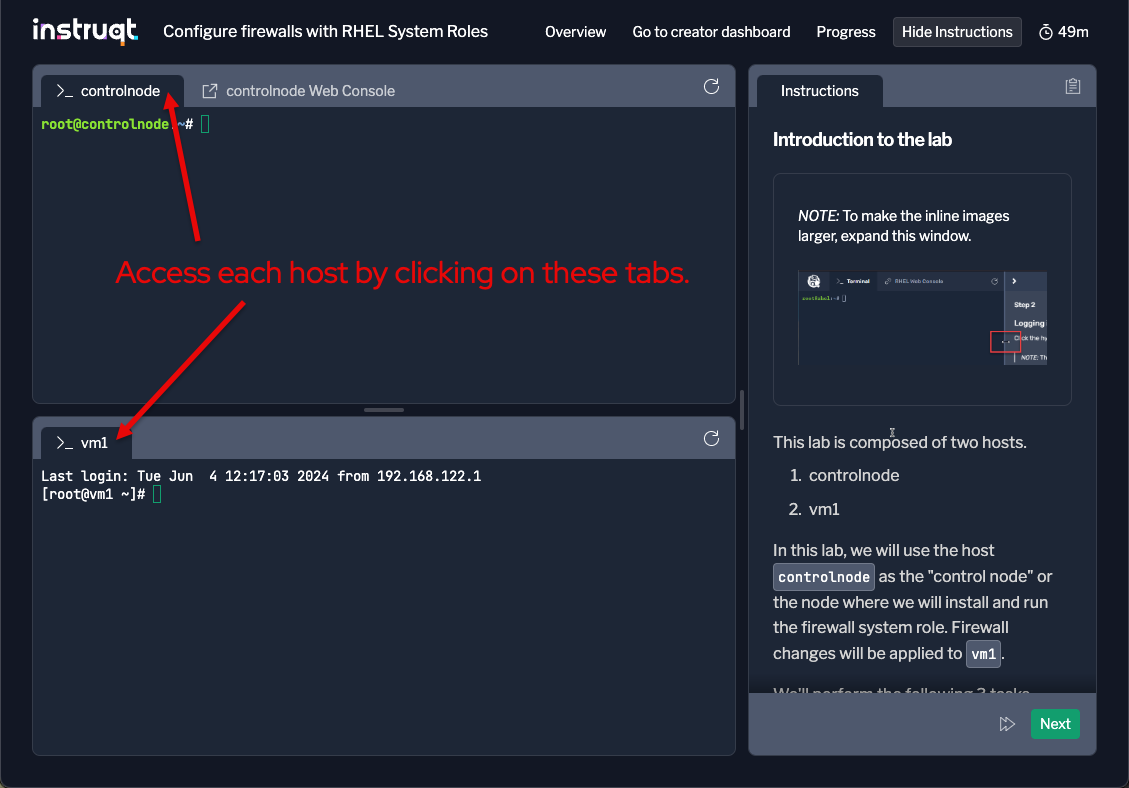 instruqt Configure firewalls with RHEL System Roles Overview Go to creator dashboard Progress Hide Instructions 49m
>_ controlnode controlnode Web Console
root@controlnode:~#
Access each host by clicking on these tabs.
>_ vm1
Last login: Tue Jun  4 12:17:03 2024 from 192.168.122.1
[root@vm1 ~]#
Instructions
Introduction to the lab
NOTE: To make the inline images
larger, expand this window.
>_ Terminal RHEL Web Console
Step 2
Logging
Click the hy
NOTE: Th
This lab is composed of two hosts.
1. controlnode
2. vm1
In this lab, we will use the host
controlnode as the "control node" or
the node where we will install and run
the firewall system role. Firewall
changes will be applied to vm1.
We'll perform the following 3 tasks
Next